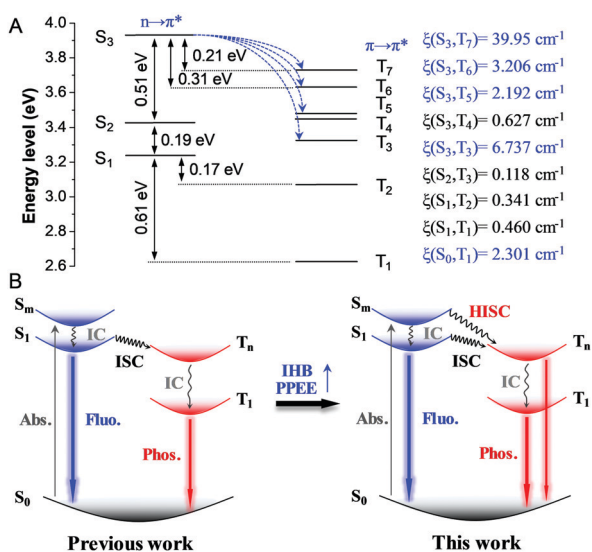 A
n→π*
π→π*
Energy level (eV)
4.0
3.8
3.6
3.4
3.2
3.0
2.8
2.6
S3
S2
S1
0.21 eV
0.31 eV
0.51 eV
0.19 eV
0.17 eV
0.61 eV
T7
T6
T5
T4
T3
T2
T1
ξ(S3,T7)= 39.95 cm⁻¹
ξ(S3,T6)= 3.206 cm⁻¹
ξ(S3,T5)= 2.192 cm⁻¹
ξ(S3,T4)= 0.627 cm⁻¹
ξ(S3,T3)= 6.737 cm⁻¹
ξ(S2,T3)= 0.118 cm⁻¹
ξ(S1,T2)= 0.341 cm⁻¹
ξ(S1,T1)= 0.460 cm⁻¹
ξ(S0,T1)= 2.301 cm⁻¹
B
Sm
S1
IC
ISC
Tn
IC
T1
Abs.
Fluo.
Phos.
S0
Previous work
IHB
PPEE
Sm
HISC
S1
IC
ISC
Tn
IC
T1
Abs.
Fluo.
Phos.
S0
This work